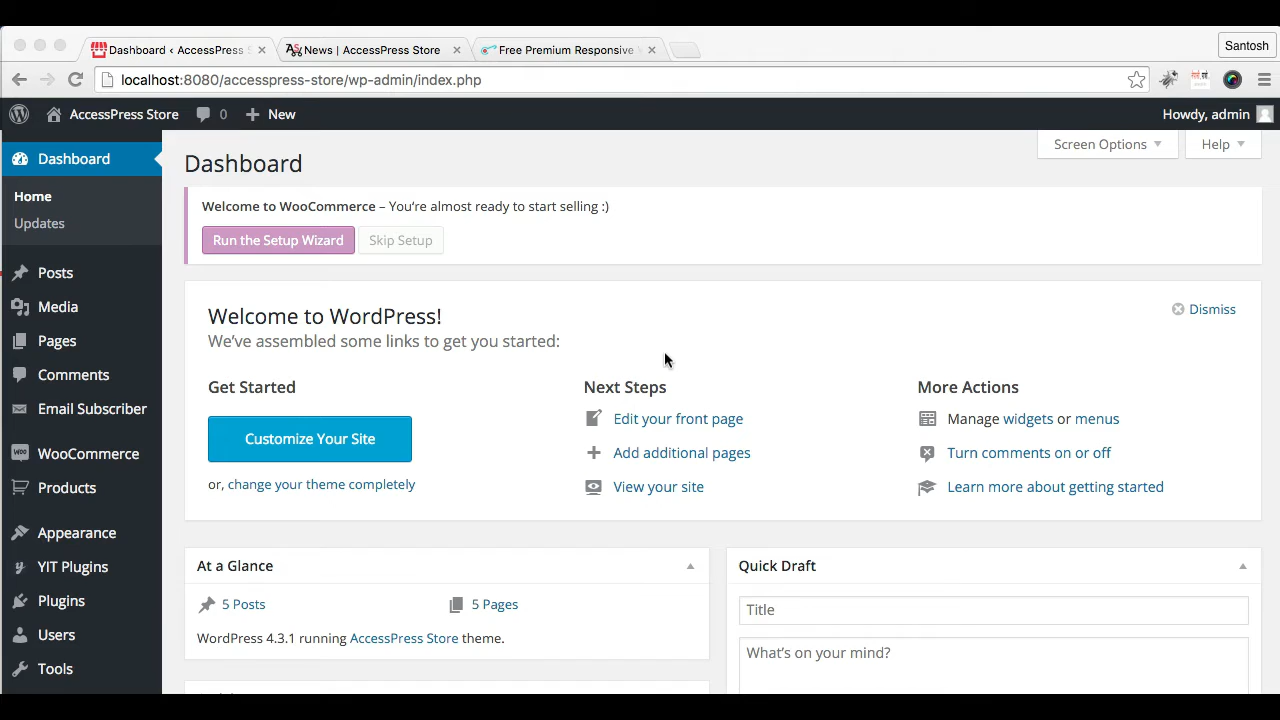 Dashboard ‹ AccessPress S
News | AccessPress Store
Free Premium Responsive
Santosh
localhost:8080/accesspress-store/wp-admin/index.php
AccessPress Store 0 New
Howdy, admin
Dashboard
Home
Updates
Posts
Media
Pages
Comments
Email Subscriber
WooCommerce
Products
Appearance
YIT Plugins
Plugins
Users
Tools
Screen Options
Help
Dashboard
Welcome to WooCommerce – You‘re almost ready to start selling :)
Run the Setup Wizard
Skip Setup
Welcome to WordPress!
Dismiss
We’ve assembled some links to get you started:
Get Started
Customize Your Site
or, change your theme completely
Next Steps
Edit your front page
Add additional pages
View your site
More Actions
Manage widgets or menus
Turn comments on or off
Learn more about getting started
At a Glance
5 Posts
5 Pages
WordPress 4.3.1 running AccessPress Store theme.
Quick Draft
Title
What’s on your mind?